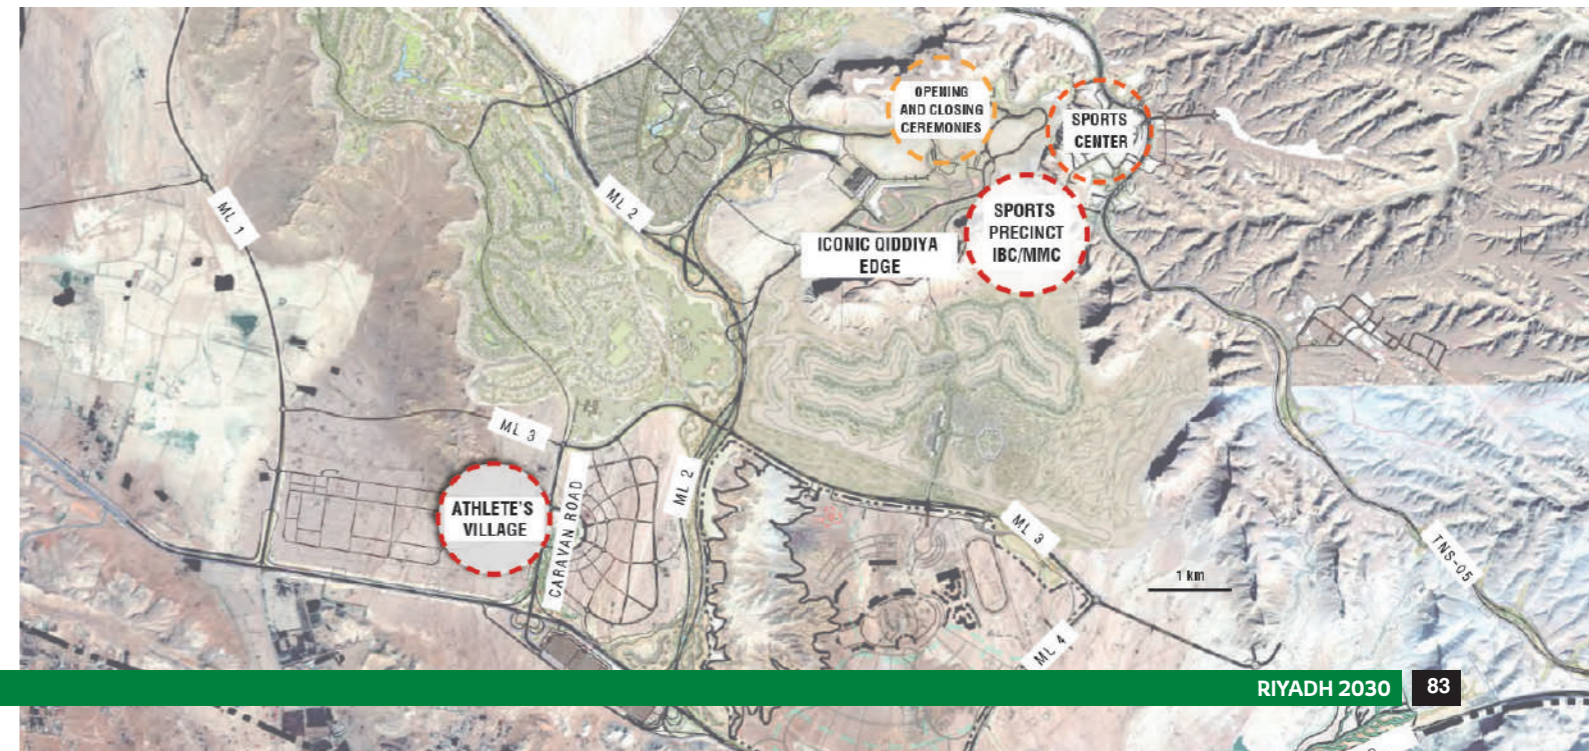 OPENING
AND CLOSING
CEREMONIES
SPORTS
CENTER
ML 1
ML 2
SPORTS
PRECINCT
IBC/MMC
ICONIC QIDDIYA
EDGE
ML 3
ATHLETE'S
VILLAGE
CARAVAN ROAD
ML 2
ML 3
TNS-05
1 km
ML 4
RIYADH 2030
83